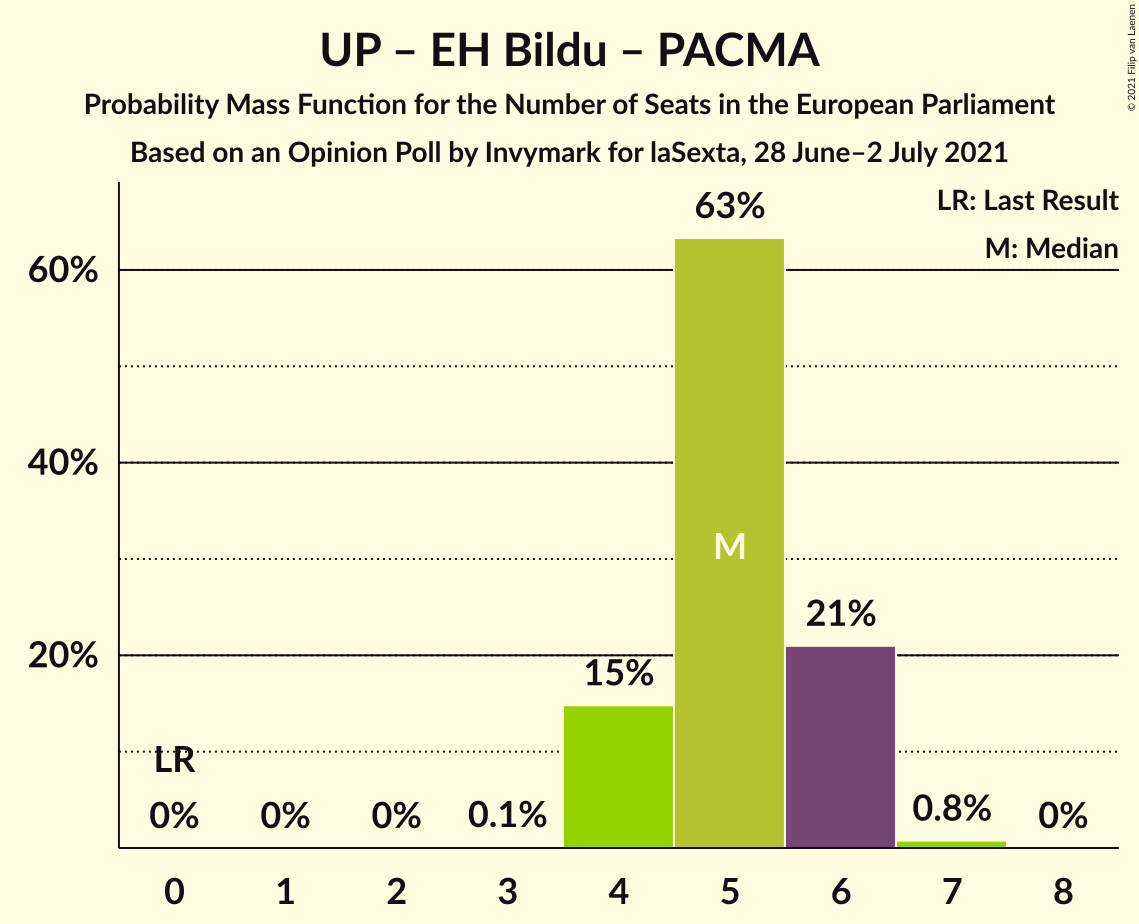 UP – EH Bildu – PACMA
Probability Mass Function for the Number of Seats in the European Parliament
Based on an Opinion Poll by Invymark for laSexta, 28 June–2 July 2021
© 2021 Filip van Laenen
LR: Last Result
M: Median
63%
60%
40%
M
21%
20%
15%
LR
0%
0%
0%
0.1%
0.8%
0%
0
1
2
3
4
5
6
7
8